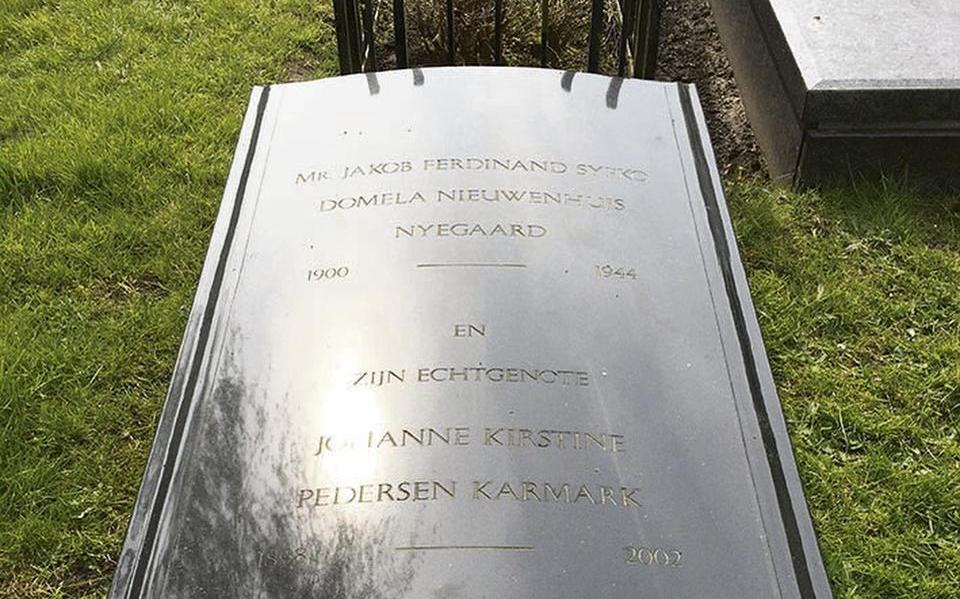 MR. JAKOB FERDINAND
DOMELA NIEUWENHUIS
NYEGAARD
1900 1944
EN
ZIJN ECHTGENOTE
JOHANNE KIRSTINE
PEDERSEN KARMARK
2002